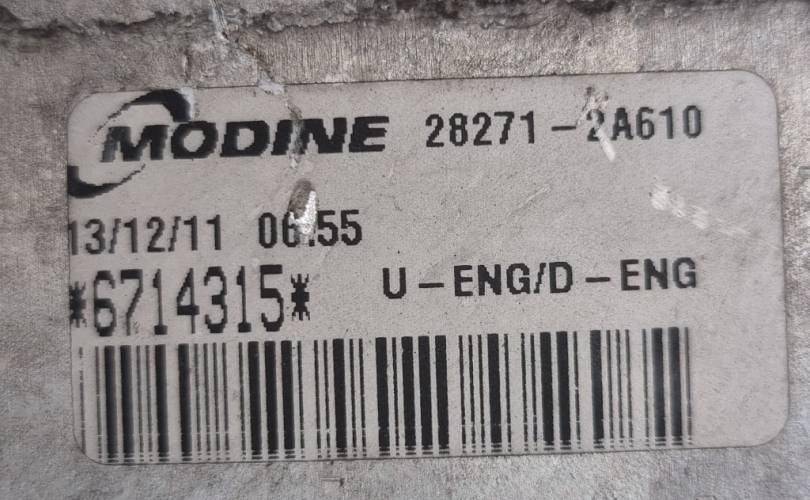 MODINE 28271-2A610
13/12/11 06:55
*6714315* U-ENG/D-ENG